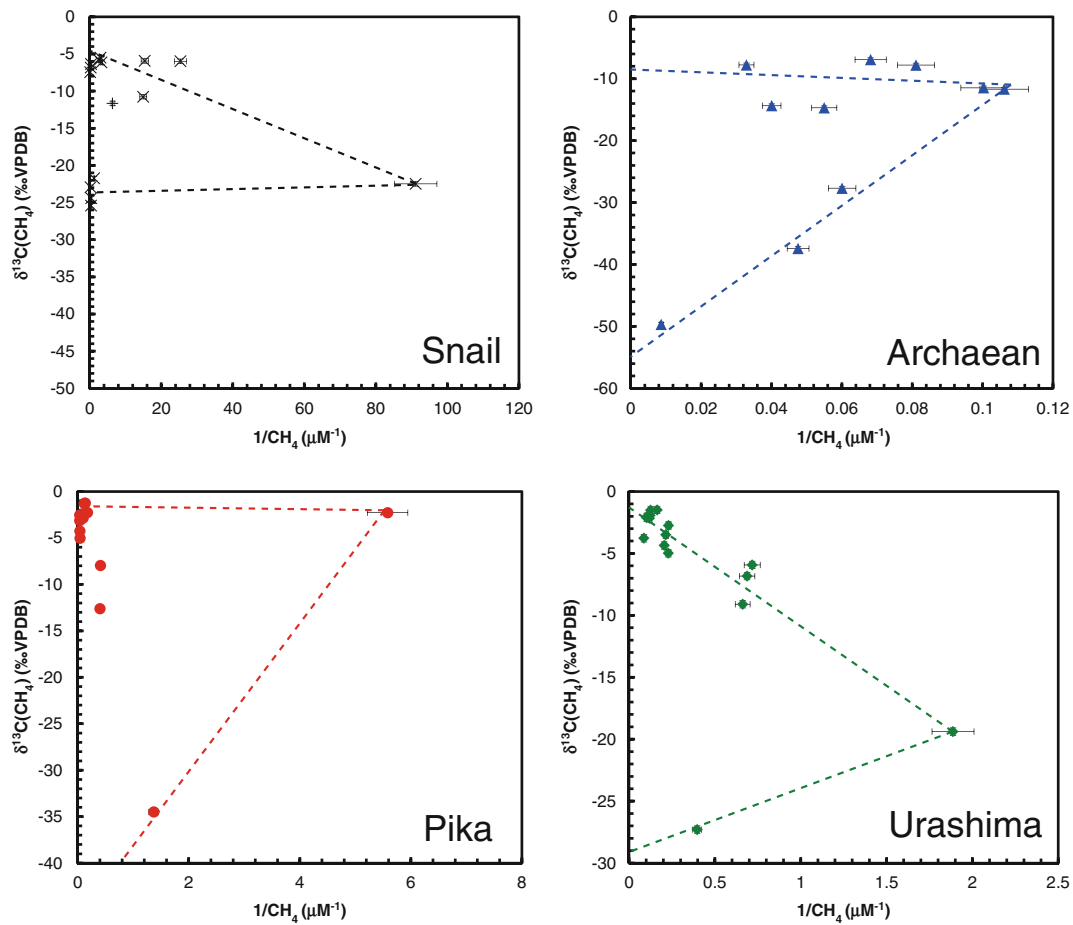 0
-5
-10
-15
-20
-25
-30
-35
-40
-45
-50
δ¹³C(CH₄) (‰VPDB)
Snail
0 20 40 60 80 100 120
1/CH₄ (μM⁻¹)
0
-10
-20
-30
-40
-50
-60
δ¹³C(CH₄) (‰VPDB)
Archaean
0 0.02 0.04 0.06 0.08 0.1 0.12
1/CH₄ (μM⁻¹)
0
-5
-10
-15
-20
-25
-30
-35
-40
δ¹³C(CH₄) (‰VPDB)
Pika
0 2 4 6 8
1/CH₄ (μM⁻¹)
0
-5
-10
-15
-20
-25
-30
δ¹³C(CH₄) (‰VPDB)
Urashima
0 0.5 1 1.5 2 2.5
1/CH₄ (μM⁻¹)